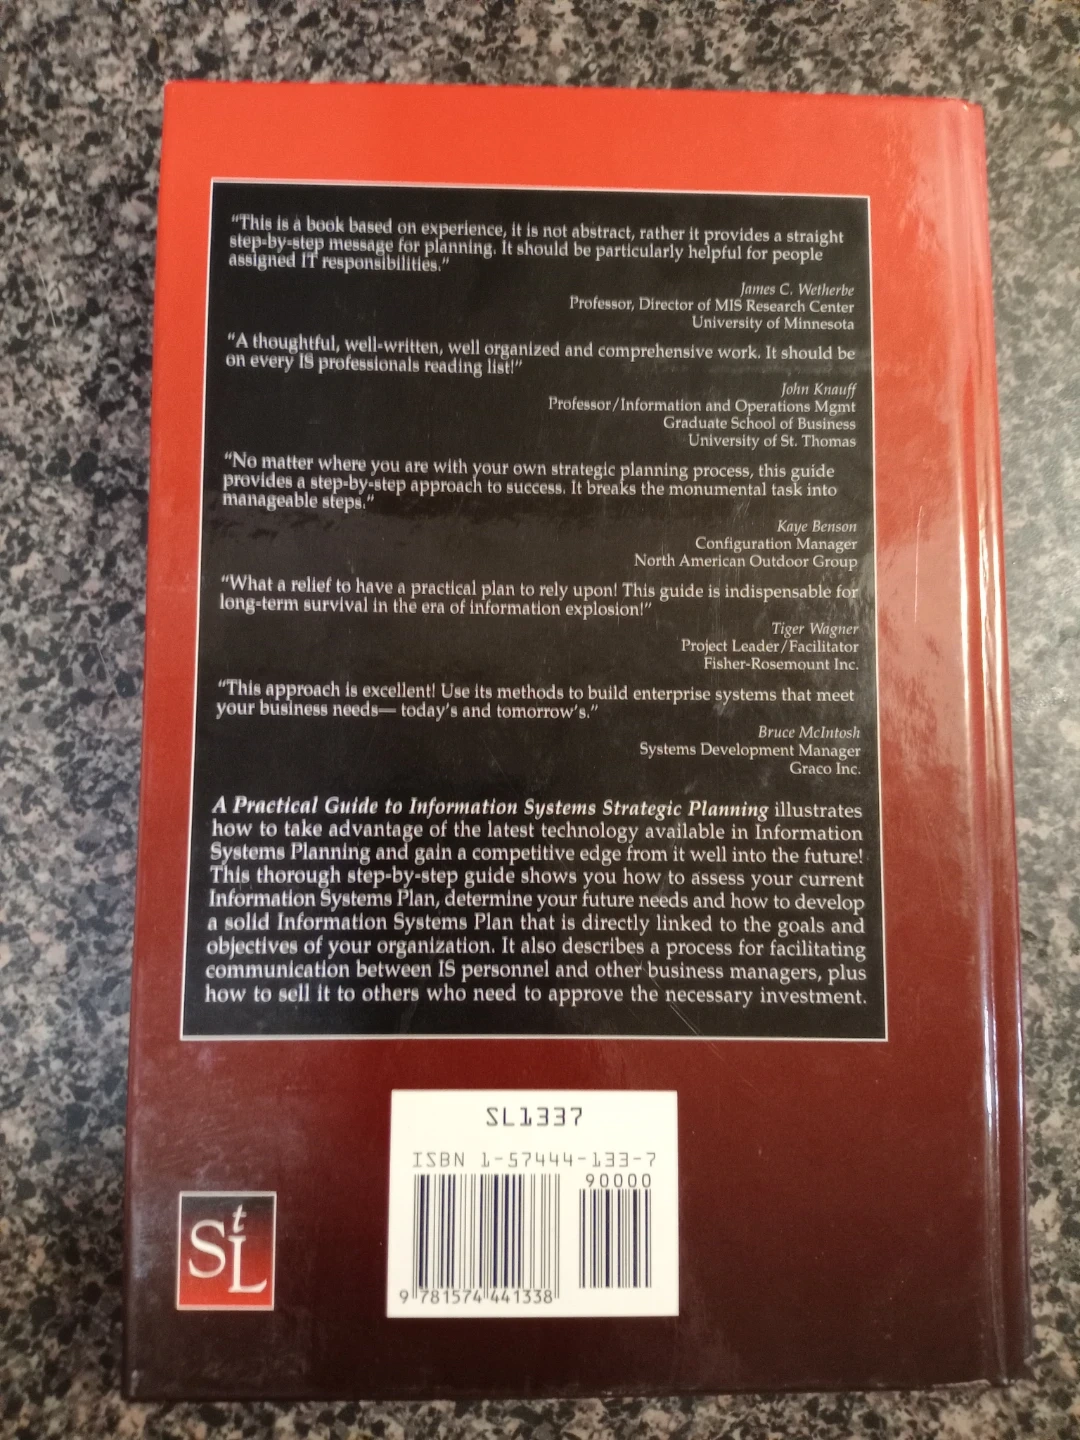 "This is a book based on experience, it is not abstract, rather it provides a straight
step-by-step message for planning. It should be particularly helpful for people
assigned IT responsibilities."
James C. Wetherbe
Professor, Director of MIS Research Center
University of Minnesota
"A thoughtful, well-written, well organized and comprehensive work. It should be
on every IS professionals reading list!"
John Knauff
Professor/Information and Operations Mgmt
Graduate School of Business
University of St. Thomas
"No matter where you are with your own strategic planning process, this guide
provides a step-by-step approach to success. It breaks the monumental task into
manageable steps."
Kaye Benson
Configuration Manager
North American Outdoor Group
"What a relief to have a practical plan to rely upon! This guide is indispensable for
long-term survival in the era of information explosion!"
Tiger Wagner
Project Leader/Facilitator
Fisher-Rosemount Inc.
"This approach is excellent! Use its methods to build enterprise systems that meet
your business needs— today's and tomorrow's."
Bruce McIntosh
Systems Development Manager
Graco Inc.
A Practical Guide to Information Systems Strategic Planning illustrates
how to take advantage of the latest technology available in Information
Systems Planning and gain a competitive edge from it well into the future!
This thorough step-by-step guide shows you how to assess your current
Information Systems Plan, determine your future needs and how to develop
a solid Information Systems Plan that is directly linked to the goals and
objectives of your organization. It also describes a process for facilitating
communication between IS personnel and other business managers, plus
how to sell it to others who need to approve the necessary investment.
SL1337
ISBN 1-57444-133-7
90000
9 781574 441338
StL